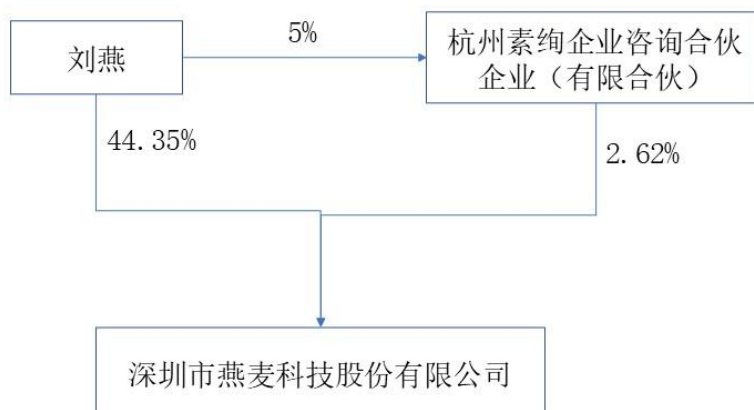 刘燕
5%
杭州素绚企业咨询合伙
企业（有限合伙）
44.35%
2.62%
深圳市燕麦科技股份有限公司